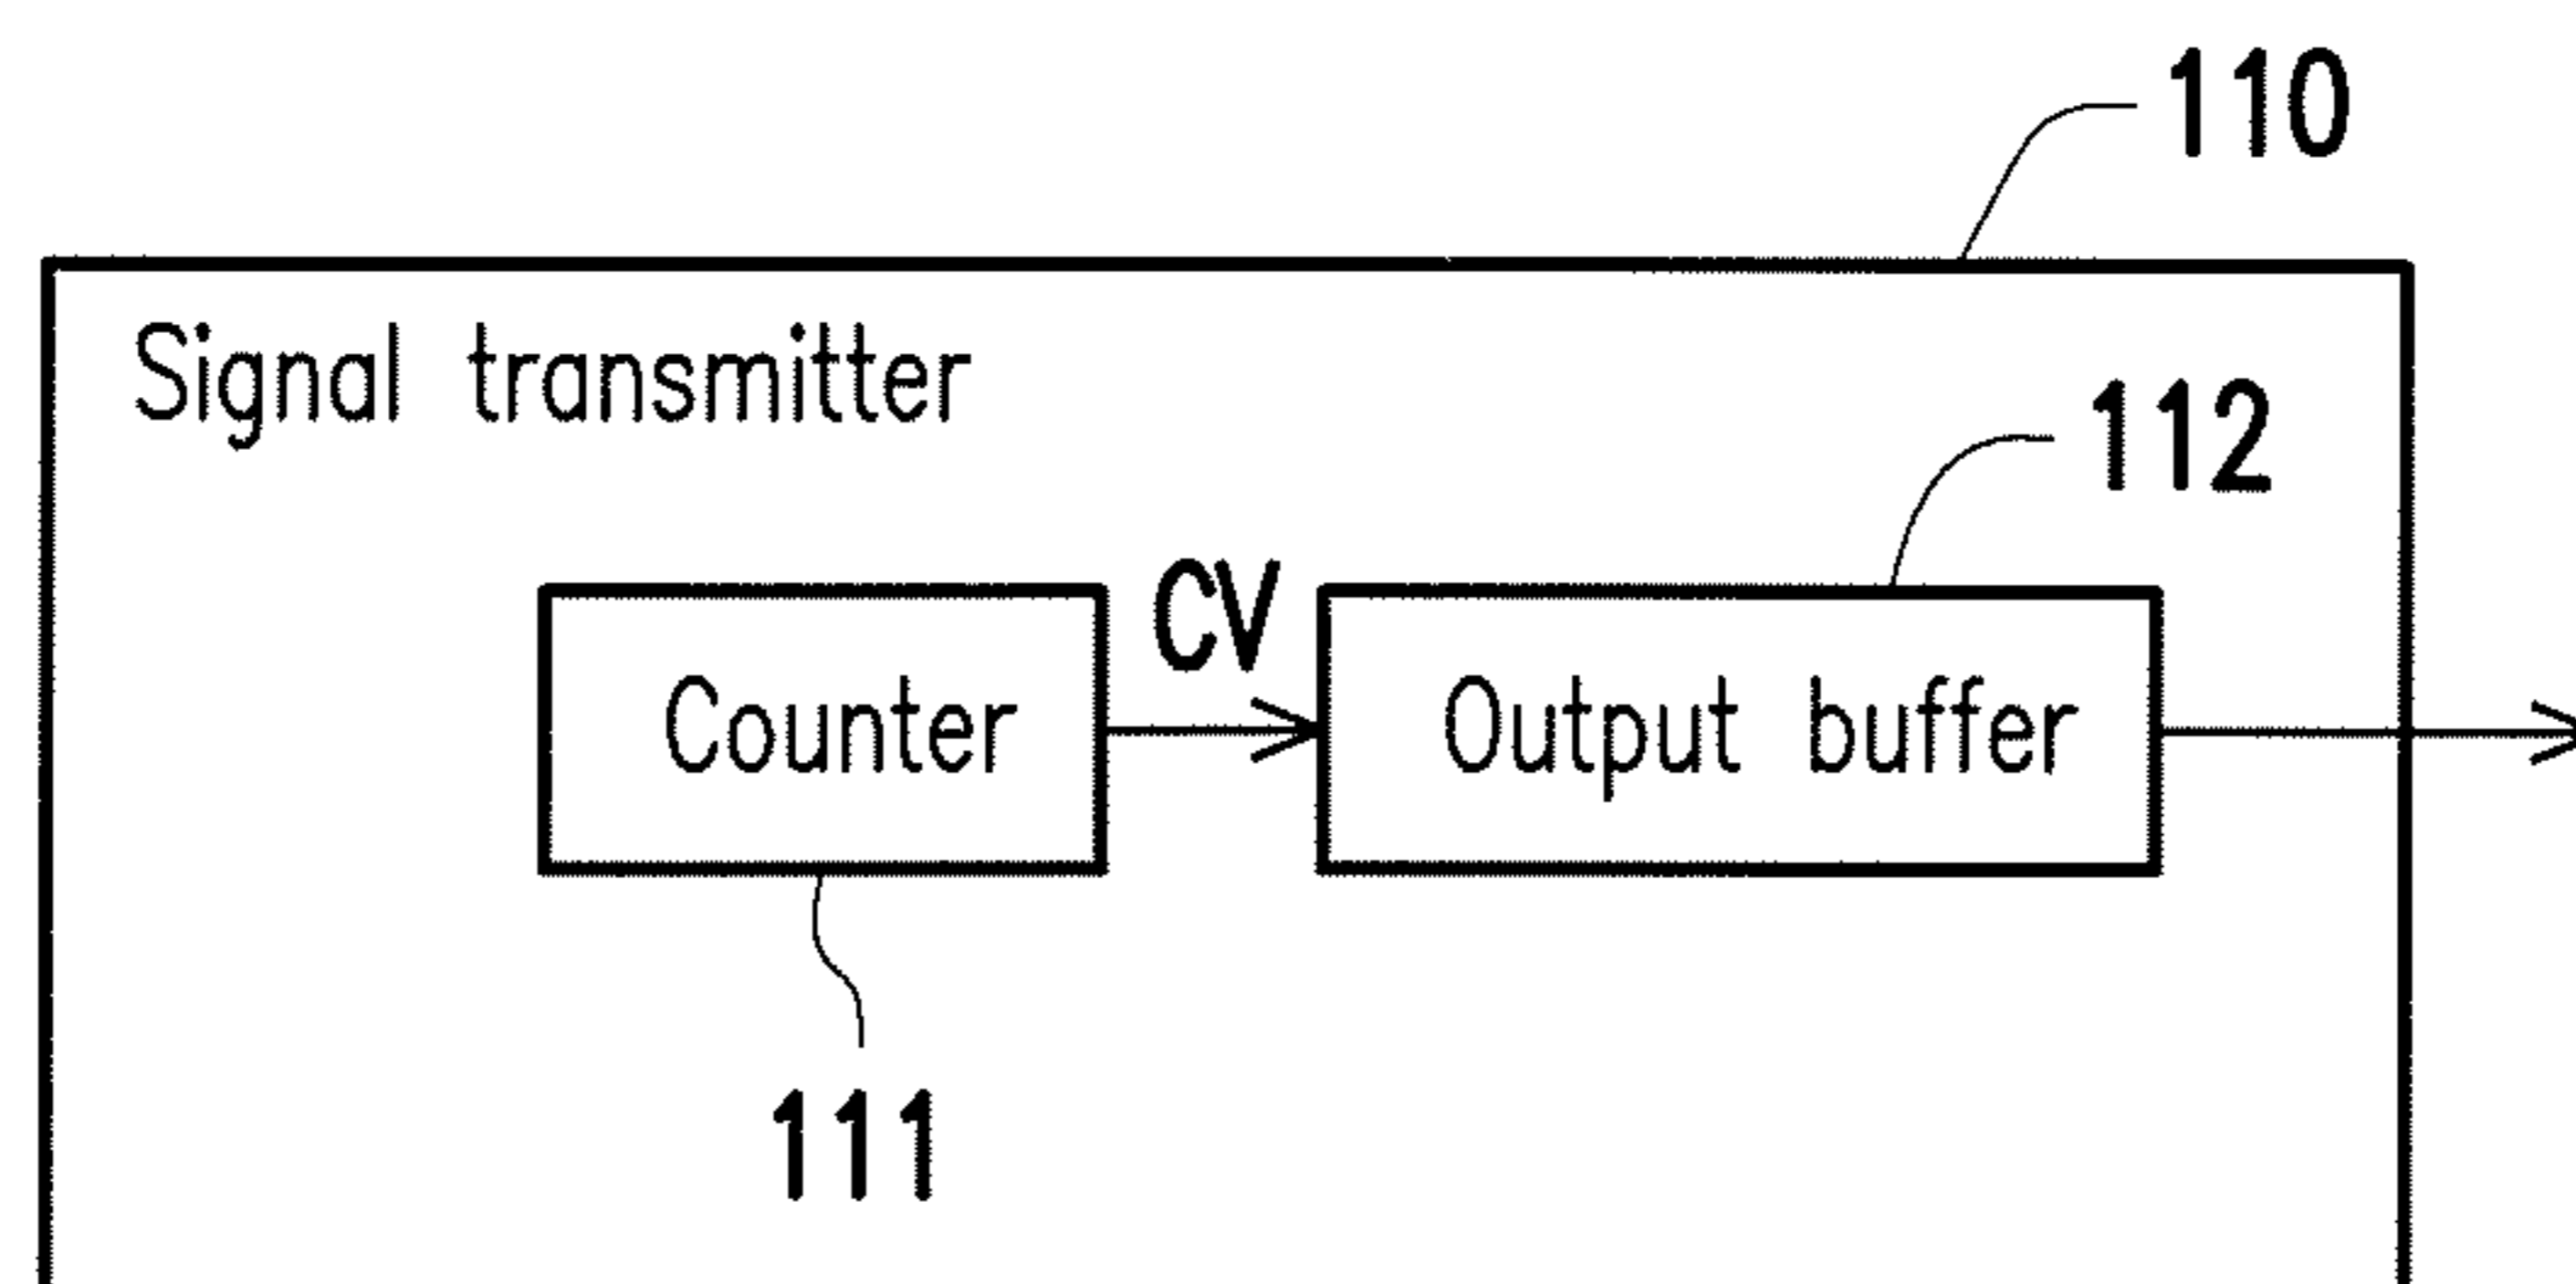 110
Signal transmitter
112
CV
Counter
Output buffer
111